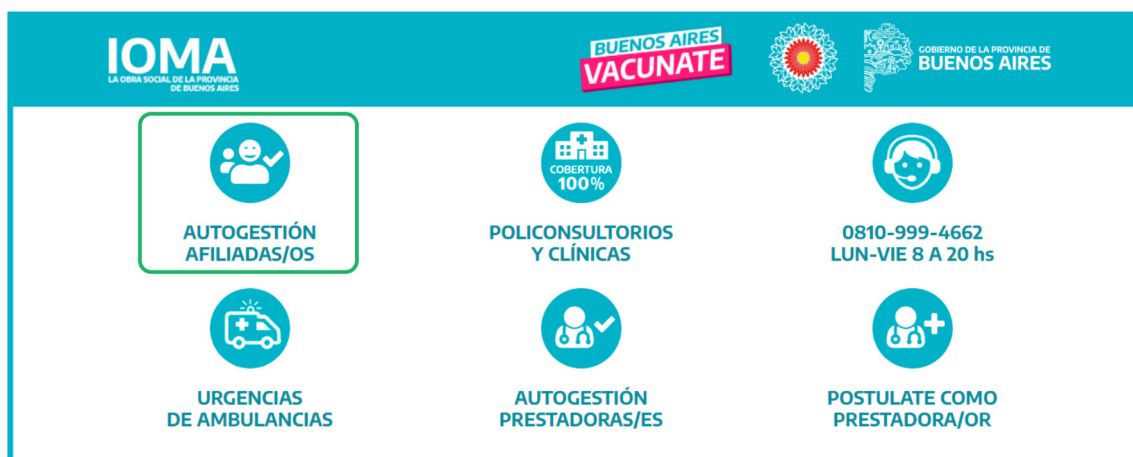 IOMA
LA OBRA SOCIAL DE LA PROVINCIA
DE BUENOS AIRES
BUENOS AIRES
VACUNATE
GOBIERNO DE LA PROVINCIA DE
BUENOS AIRES
AUTOGESTIÓN
AFILIADAS/OS
COBERTURA
100%
POLICONSULTORIOS
Y CLÍNICAS
0810-999-4662
LUN-VIE 8 A 20 hs
URGENCIAS
DE AMBULANCIAS
AUTOGESTIÓN
PRESTADORAS/ES
POSTULATE COMO
PRESTADORA/OR